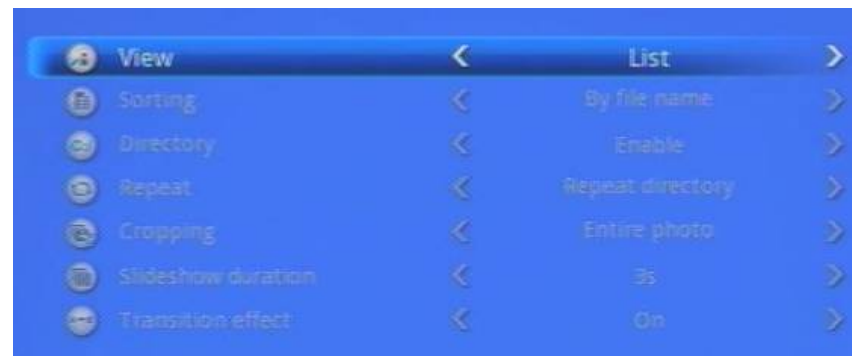 View < List >
Sorting < By file name >
Directory < Enable >
Repeat < Repeat directory >
Cropping < Entire photo >
Slideshow duration < 3s >
Transition effect < On >